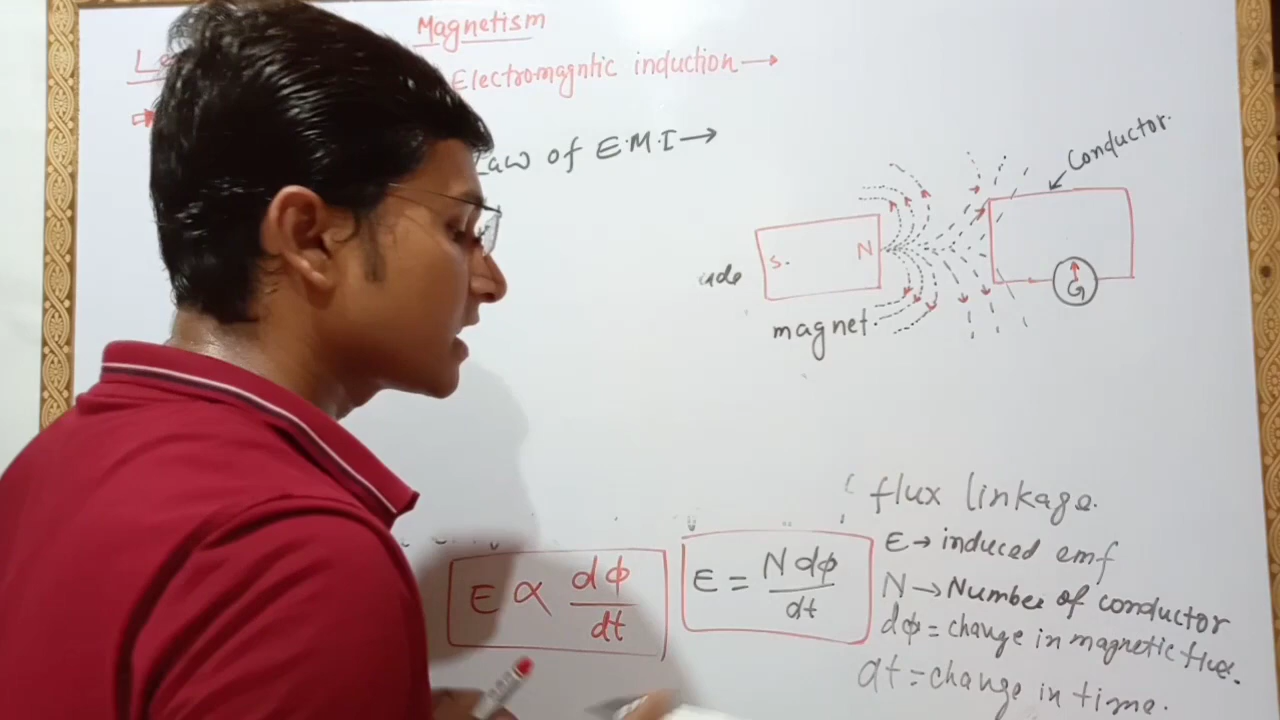 Magnetism
Electromagntic induction →
Law of E.M.I →
Conductor.
S. N
G
magnet.
flux linkage.
E ∝ dφ/dt
E = N dφ/dt
E → induced emf
N → Number of conductor
dφ = change in magnetic flux.
dt = change in time.